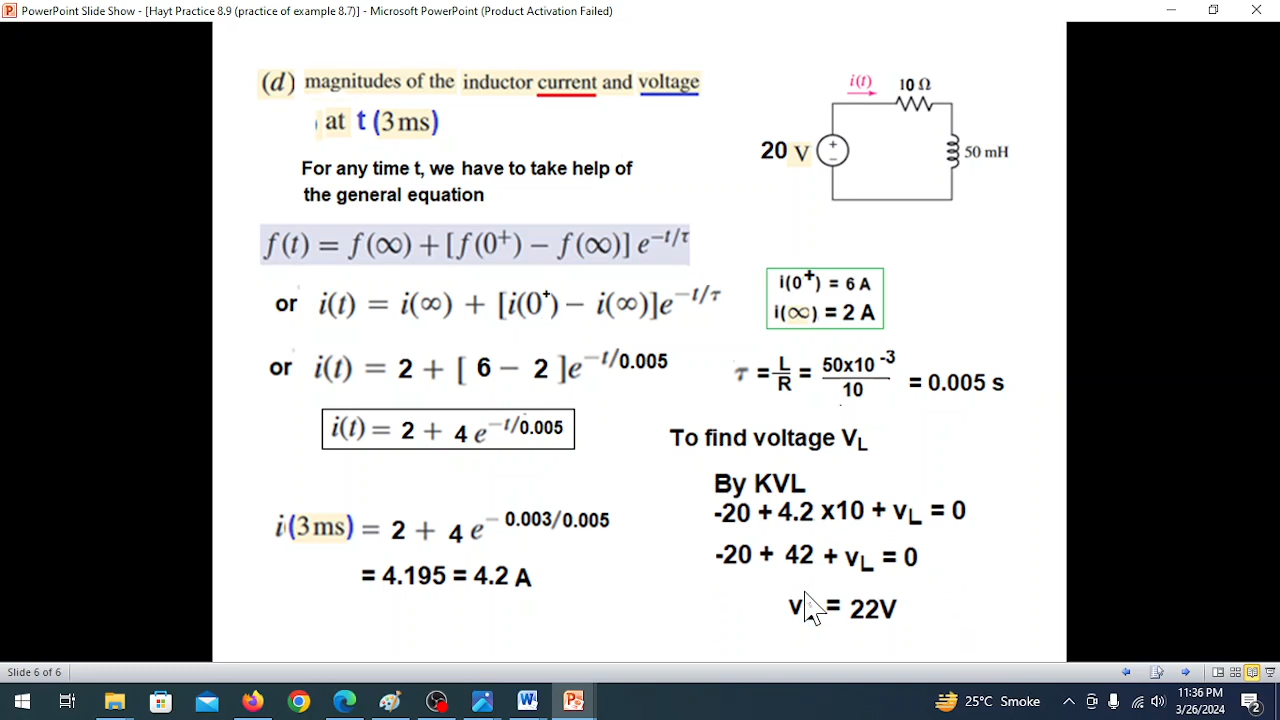 PowerPoint Slide Show - [Hayt Practice 8.9 (practice of example 8.7)] - Microsoft PowerPoint (Product Activation Failed)
(d) magnitudes of the inductor current and voltage
at t (3 ms)
For any time t, we have to take help of
the general equation
f(t) = f(∞) + [f(0⁺) − f(∞)] e^−t/τ
or i(t) = i(∞) + [i(0⁺) − i(∞)]e^−t/τ
or i(t) = 2 + [ 6 − 2 ]e^−t/0.005
i(t) = 2 + 4 e^−t/0.005
i(3 ms) = 2 + 4 e^− 0.003/0.005
= 4.195 = 4.2 A
i(t) 10 Ω
20 V + − 50 mH
i(0⁺) = 6 A
i(∞) = 2 A
τ = L/R = 50x10⁻³/10 = 0.005 s
To find voltage V_L
By KVL
-20 + 4.2 x10 + v_L = 0
-20 + 42 + v_L = 0
v = 22V
Slide 6 of 6
25°C Smoke
11:36 PM
3/26/2024
2